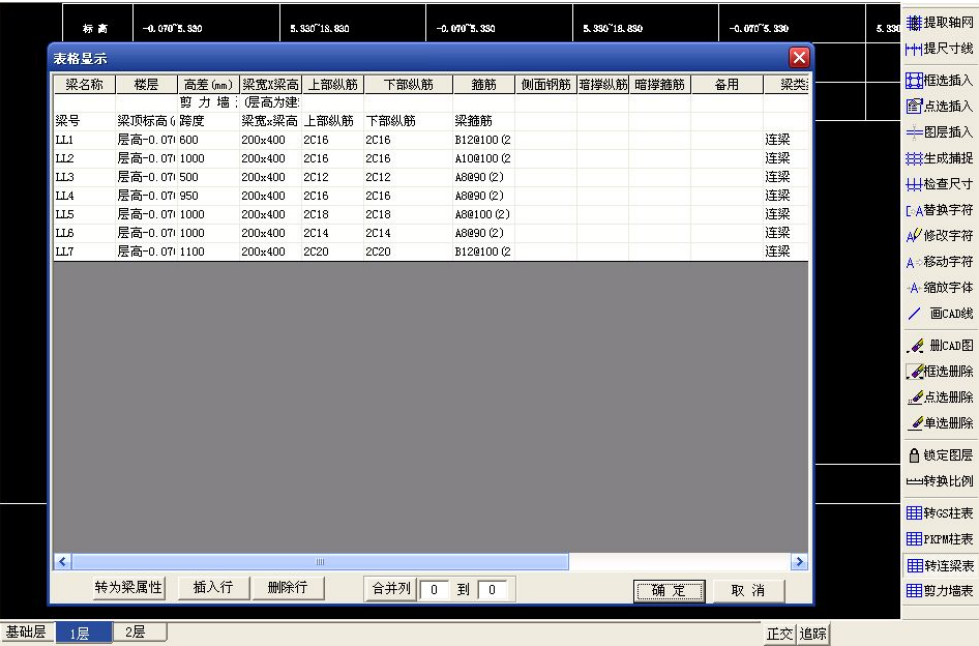 标高 -0.070~5.330 5.330~18.830 -0.070~5.330 5.330~18.830 -0.070~5.330 5.330
表格显示
梁名称 楼层 高差(mm) 梁宽X梁高 上部纵筋 下部纵筋 箍筋 侧面钢筋 暗撑纵筋 暗撑箍筋 备用 梁类
剪 力 墙 (层高为建
梁号 梁顶标高( 跨度 梁宽x梁高 上部纵筋 下部纵筋 梁箍筋
LL1 层高-0.07 600 200x400 2C16 2C16 B12@100(2 连梁
LL2 层高-0.07 1000 200x400 2C16 2C16 A10@100(2 连梁
LL3 层高-0.07 500 200x400 2C12 2C12 A8@90(2) 连梁
LL4 层高-0.07 950 200x400 2C16 2C16 A8@90(2) 连梁
LL5 层高-0.07 1000 200x400 2C18 2C18 A8@100(2) 连梁
LL6 层高-0.07 1000 200x400 2C14 2C14 A8@90(2) 连梁
LL7 层高-0.07 1100 200x400 2C20 2C20 B12@100(2 连梁
转为梁属性 插入行 删除行 合并列 0 到 0 确 定 取 消
提取轴网
提尺寸线
框选插入
点选插入
图层插入
生成捕捉
检查尺寸
替换字符
修改字符
移动字符
缩放字体
画CAD线
删CAD图
框选删除
点选删除
单选删除
锁定图层
转换比例
转GS柱表
PKPM柱表
转连梁表
剪力墙表
基础层 1层 2层 正交 追踪